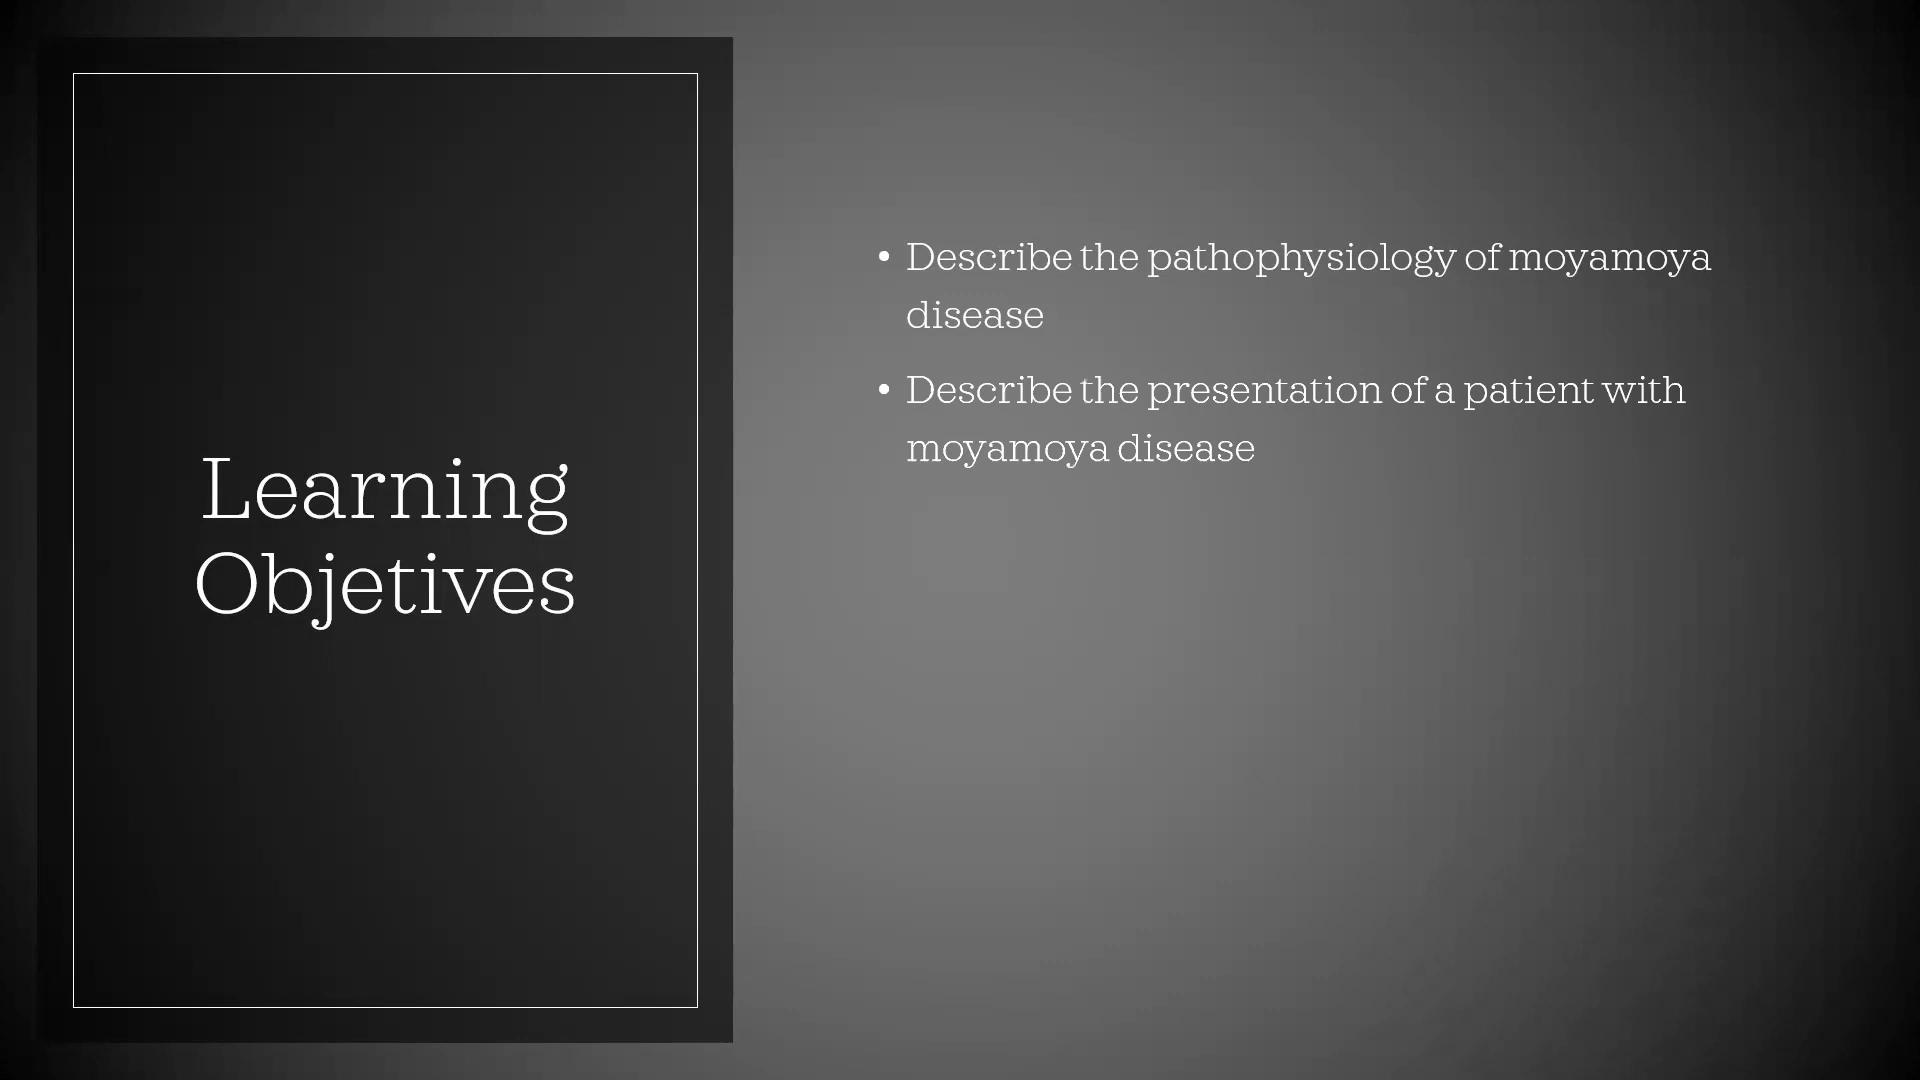 Learning
Objetives
• Describe the pathophysiology of moyamoya
disease
• Describe the presentation of a patient with
moyamoya disease